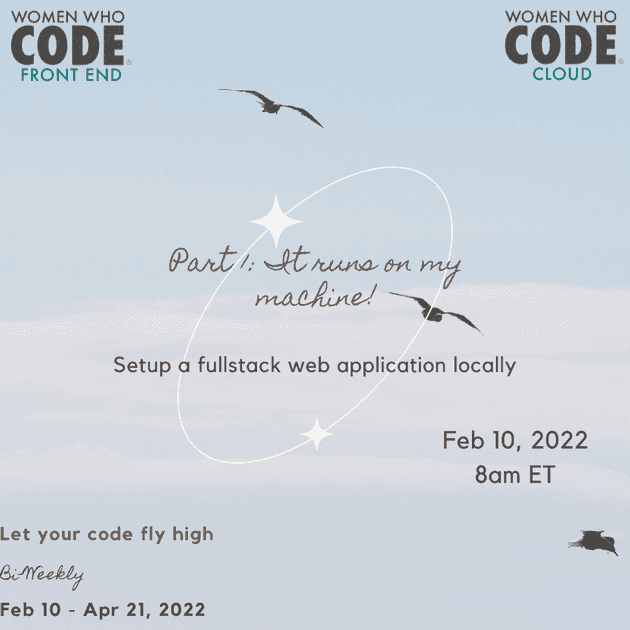 WOMEN WHO
CODE®
FRONT END
WOMEN WHO
CODE®
CLOUD
Part 1: It runs on my
machine!
Setup a fullstack web application locally
Feb 10, 2022
8am ET
Let your code fly high
Bi-Weekly
Feb 10 - Apr 21, 2022